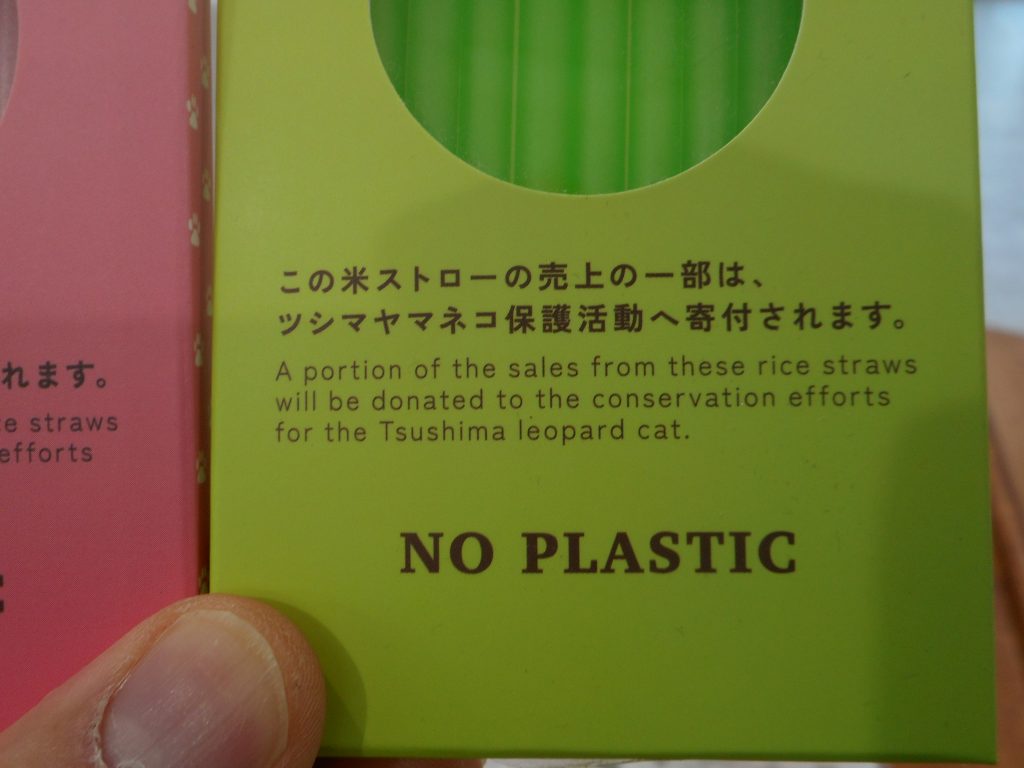 この米ストローの売上の一部は、
ツシマヤマネコ保護活動へ寄付されます。
A portion of the sales from these rice straws
will be donated to the conservation efforts
for the Tsushima leopard cat.
NO PLASTIC
れます。
straws
efforts